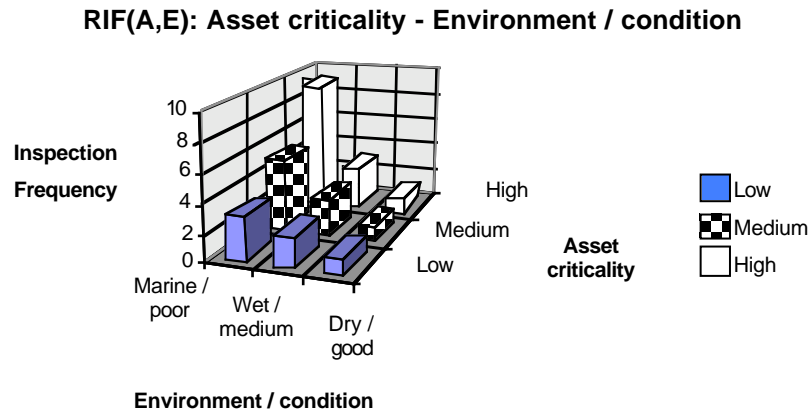 RIF(A,E): Asset criticality - Environment / condition
Inspection
Frequency
10
8
6
4
2
0
Marine /
poor
Wet /
medium
Dry /
good
Environment / condition
Low
Medium
High
Asset
criticality
Low
Medium
High